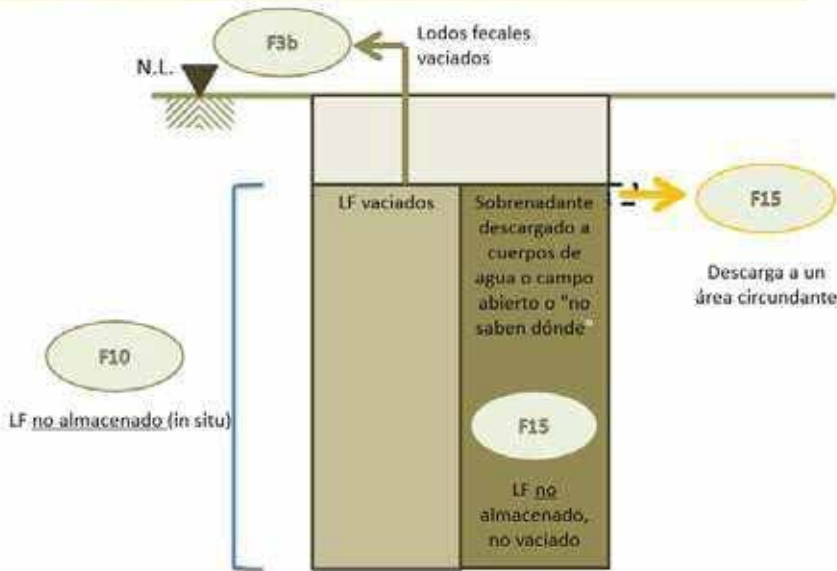 F3b
Lodos fecales
vaciados
N.L.
LF vaciados
Sobrenadante
descargado a
cuerpos de
agua o campo
abierto o "no
saben dónde"
F15
LF no
almacenado,
no vaciado
F15
Descarga a un
área circundante
F10
LF no almacenado (in situ)